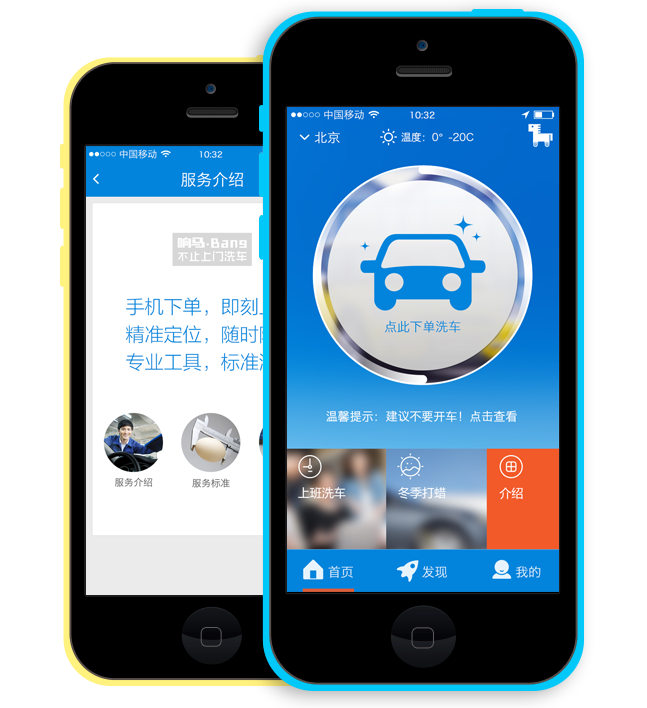 中国移动 10:32
服务介绍
响马·Bang
不止上门洗车
手机下单，即刻
精准定位，随时
专业工具，标准
服务介绍
服务标准
中国移动 10:32
北京
温度：0° -20C
点此下单洗车
温馨提示：建议不要开车！点击查看
上班洗车
冬季打蜡
介绍
首页
发现
我的